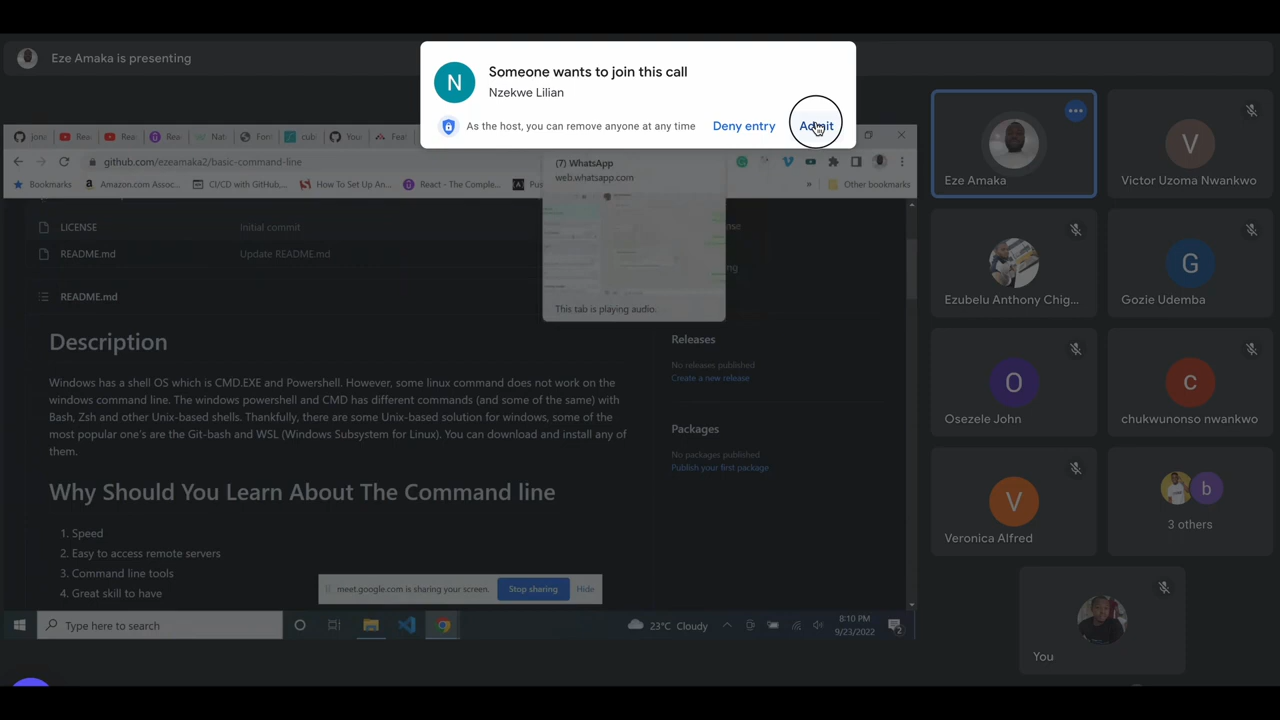 Eze Amaka is presenting
N
Someone wants to join this call
Nzekwe Lilian
As the host, you can remove anyone at any time
Deny entry
Admit
github.com/ezeamaka2/basic-command-line
Bookmarks
Amazon.com Assoc...
CI/CD with GitHub,...
How To Set Up An...
React - The Comple...
»
Other bookmarks
(7) WhatsApp
web.whatsapp.com
This tab is playing audio.
LICENSE
Initial commit
README.md
Update README.md
README.md
Description
Windows has a shell OS which is CMD.EXE and Powershell. However, some linux command does not work on the
windows command line. The windows powershell and CMD has different commands (and some of the same) with
Bash, Zsh and other Unix-based shells. Thankfully, there are some Unix-based solution for windows, some of the
most popular one's are the Git-bash and WSL (Windows Subsystem for Linux). You can download and install any of
them.
Why Should You Learn About The Command line
1. Speed
2. Easy to access remote servers
3. Command line tools
4. Great skill to have
Releases
No releases published
Create a new release
Packages
No packages published
Publish your first package
meet.google.com is sharing your screen.
Stop sharing
Hide
Type here to search
23°C Cloudy
8:10 PM
9/23/2022
2
Eze Amaka
V
Victor Uzoma Nwankwo
Ezubelu Anthony Chig...
G
Gozie Udemba
O
Osezele John
c
chukwunonso nwankwo
V
Veronica Alfred
b
3 others
You